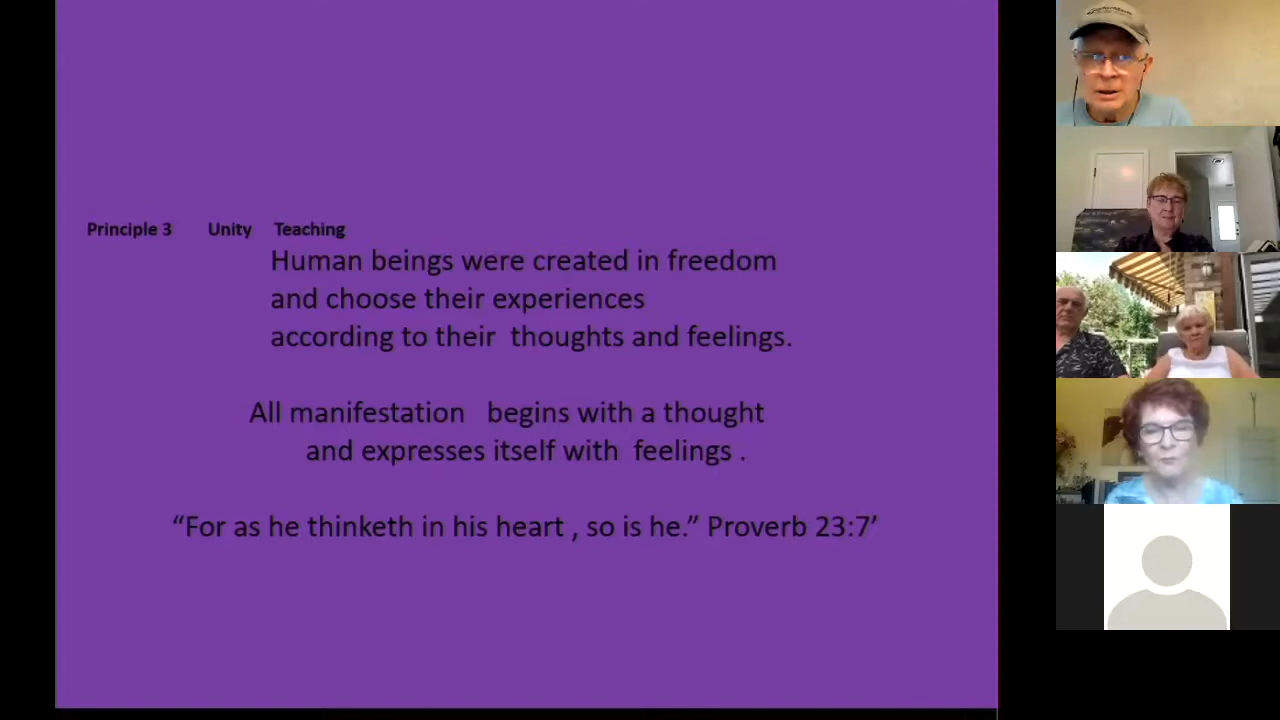 Principle 3 Unity Teaching
Human beings were created in freedom
and choose their experiences
according to their thoughts and feelings.
All manifestation begins with a thought
and expresses itself with feelings .
“For as he thinketh in his heart , so is he.” Proverb 23:7’